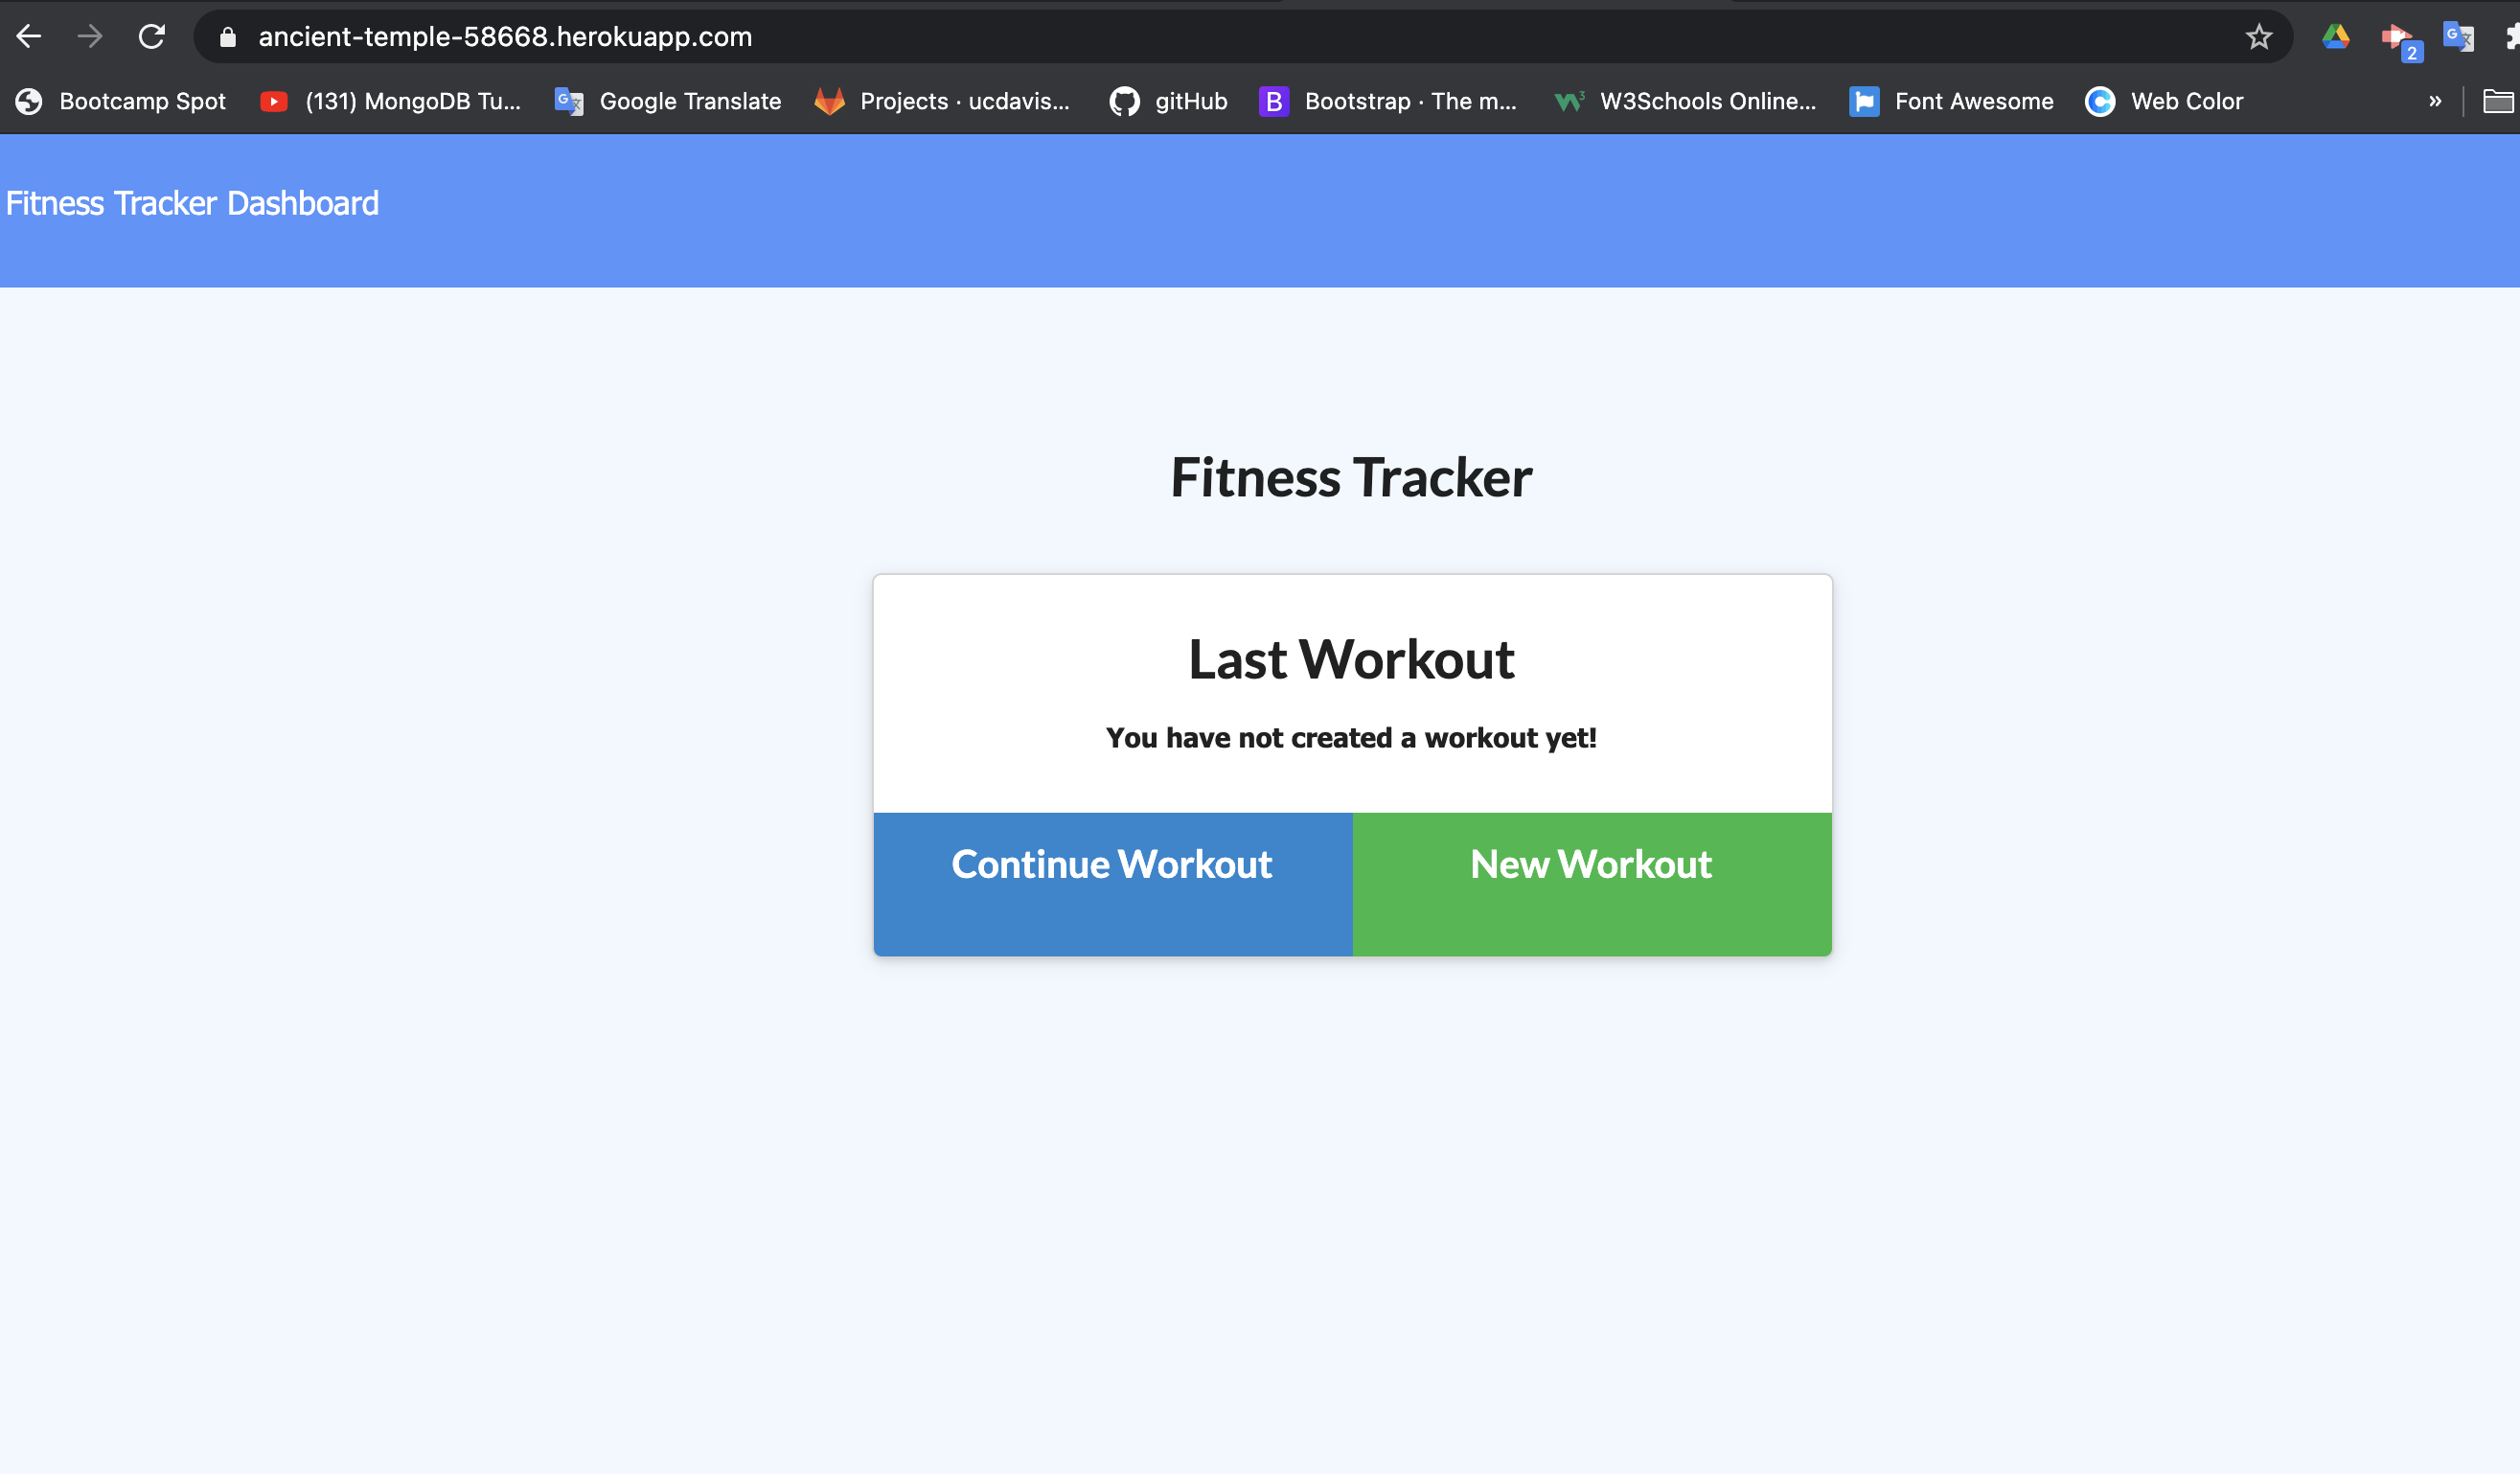 ancient-temple-58668.herokuapp.com
2
Bootcamp Spot (131) MongoDB Tu... Google Translate Projects · ucdavis... gitHub B Bootstrap · The m... W3Schools Online... Font Awesome Web Color »
Fitness Tracker Dashboard
Fitness Tracker
Last Workout
You have not created a workout yet!
Continue Workout New Workout